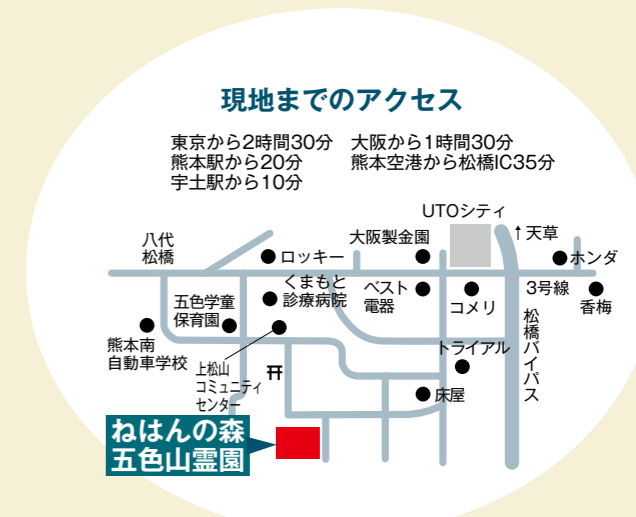 現地までのアクセス
東京から2時間30分　大阪から1時間30分
熊本駅から20分　熊本空港から松橋IC35分
宇土駅から10分
UTOシティ
↑天草
八代
松橋
ロッキー
大阪製金園
ホンダ
くまもと
診療病院
ベスト
電器
コメリ
3号線
香梅
五色学童
保育園
熊本南
自動車学校
上松山
コミュニティ
センター
トライアル
松橋バイパス
床屋
ねはんの森
五色山霊園